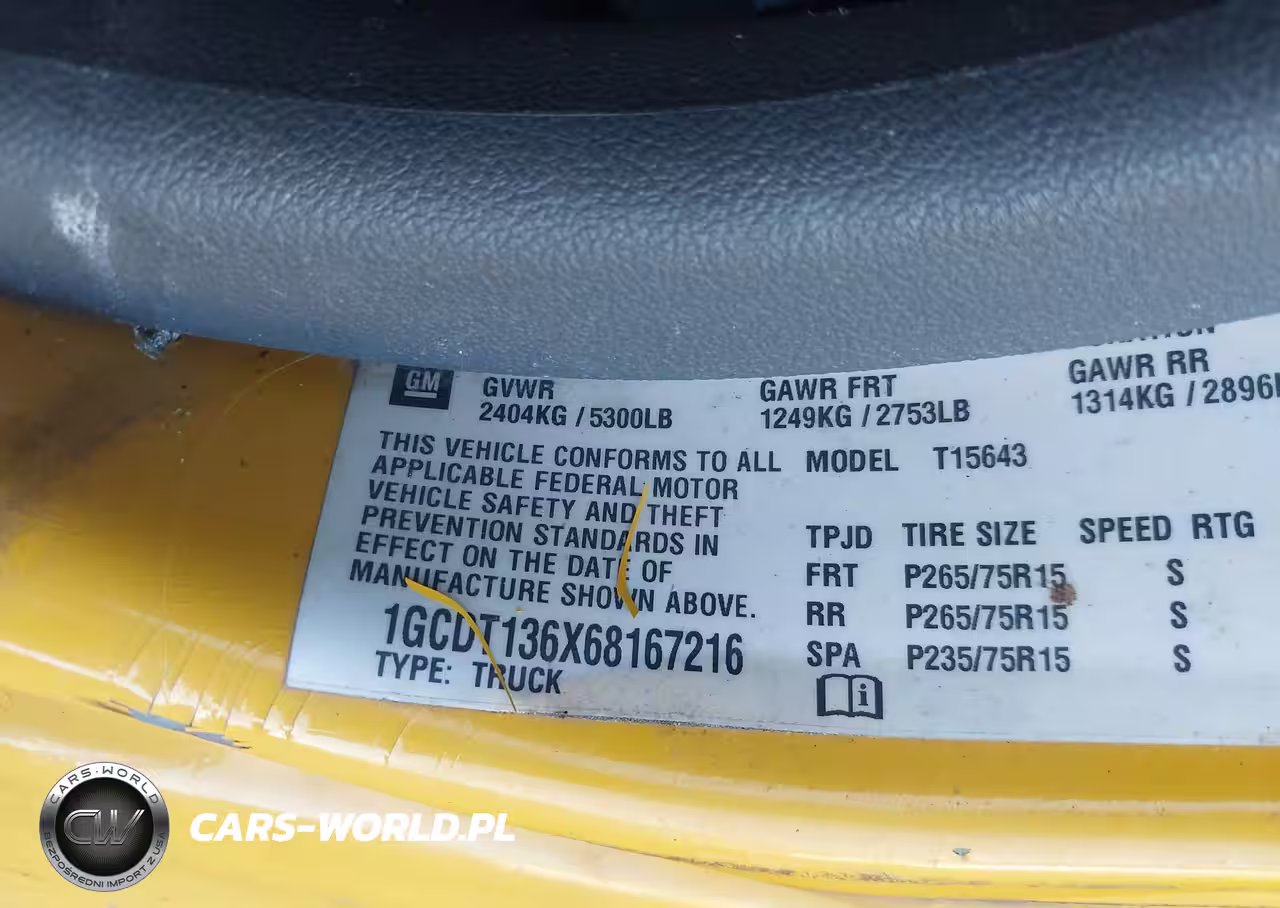 GM
GVWR
2404KG / 5300LB
GAWR FRT
1249KG / 2753LB
GAWR RR
1314KG / 2896
THIS VEHICLE CONFORMS TO ALL
APPLICABLE FEDERAL MOTOR
VEHICLE SAFETY AND THEFT
PREVENTION STANDARDS IN
EFFECT ON THE DATE OF
MANUFACTURE SHOWN ABOVE.
1GCDT136X68167216
TYPE: TRUCK
MODEL T15643
TPJD TIRE SIZE SPEED RTG
FRT P265/75R15 S
RR P265/75R15 S
SPA P235/75R15 S
i
CARS-WORLD
CW
BEZPOŚREDNI IMPORT Z USA
CARS-WORLD.PL